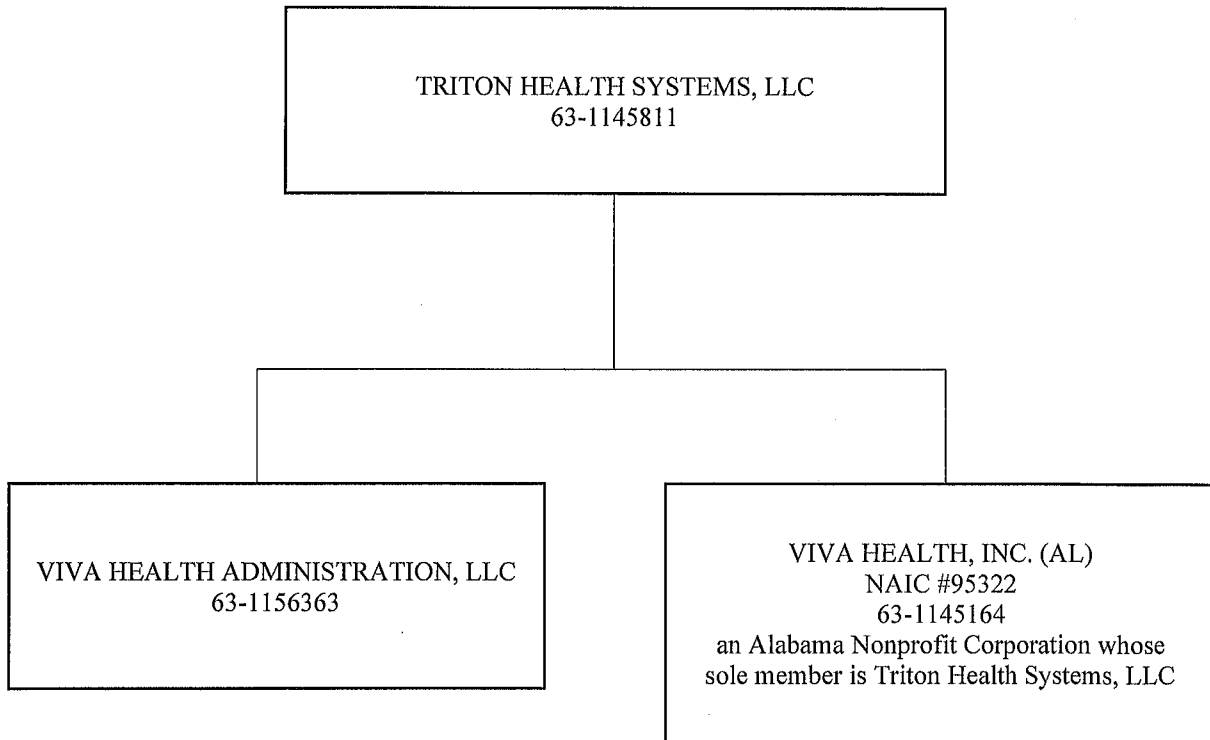 TRITON HEALTH SYSTEMS, LLC
63-1145811
VIVA HEALTH ADMINISTRATION, LLC
63-1156363
VIVA HEALTH, INC. (AL)
NAIC #95322
63-1145164
an Alabama Nonprofit Corporation whose
sole member is Triton Health Systems, LLC